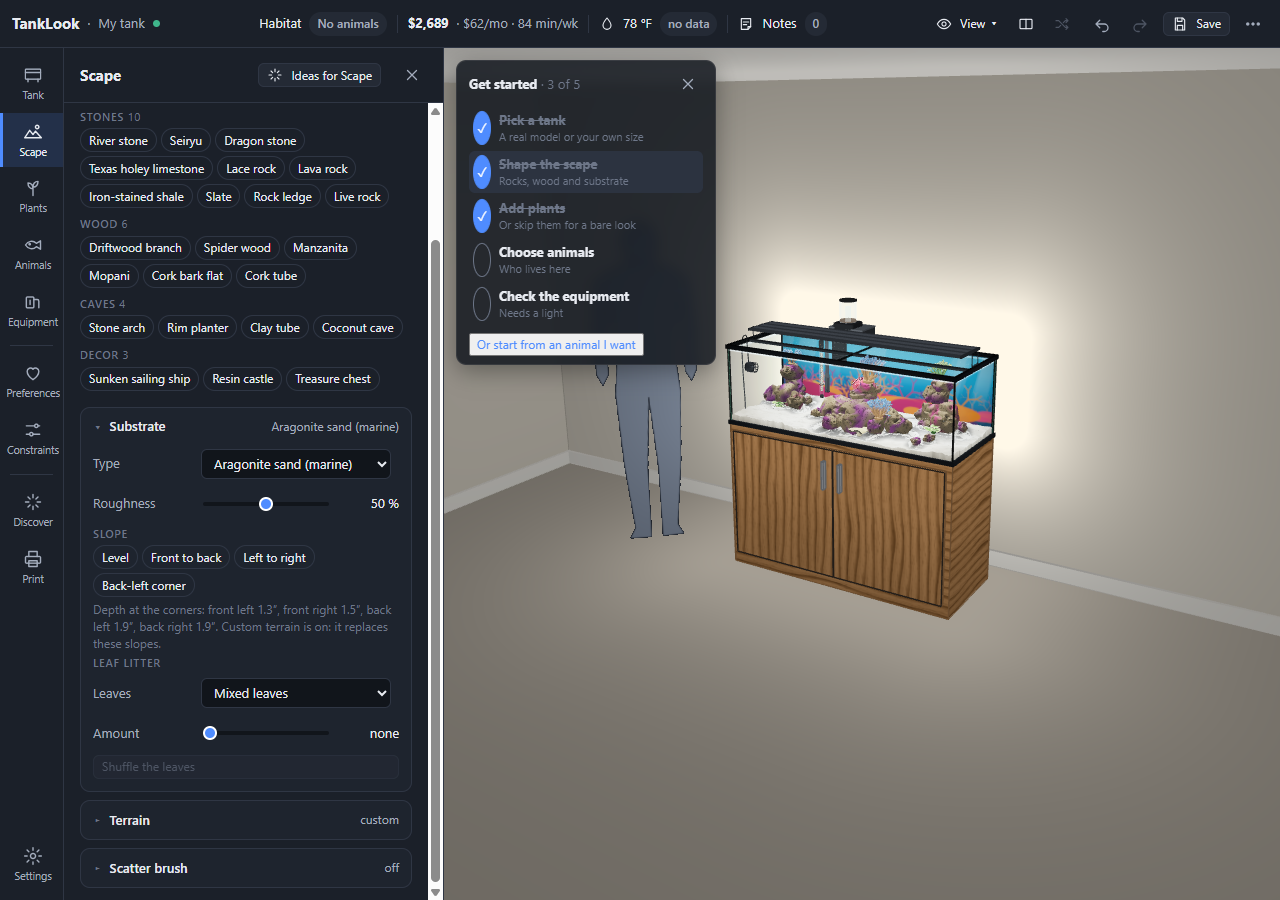 TankLook · My tank
Habitat No animals $2,689 · $62/mo · 84 min/wk 78 °F no data Notes 0 View Save
Tank
Scape
Plants
Animals
Equipment
Preferences
Constraints
Discover
Print
Settings
Scape Ideas for Scape
STONES 10
River stone Seiryu Dragon stone
Texas holey limestone Lace rock Lava rock
Iron-stained shale Slate Rock ledge Live rock
WOOD 6
Driftwood branch Spider wood Manzanita
Mopani Cork bark flat Cork tube
CAVES 4
Stone arch Rim planter Clay tube Coconut cave
DECOR 3
Sunken sailing ship Resin castle Treasure chest
Substrate Aragonite sand (marine)
Type Aragonite sand (marine)
Roughness 50 %
SLOPE
Level Front to back Left to right
Back-left corner
Depth at the corners: front left 1.3″, front right 1.5″, back
left 1.9″, back right 1.9″. Custom terrain is on: it replaces
these slopes.
LEAF LITTER
Leaves Mixed leaves
Amount none
Shuffle the leaves
Terrain custom
Scatter brush off
Get started · 3 of 5
Pick a tank
A real model or your own size
Shape the scape
Rocks, wood and substrate
Add plants
Or skip them for a bare look
Choose animals
Who lives here
Check the equipment
Needs a light
Or start from an animal I want